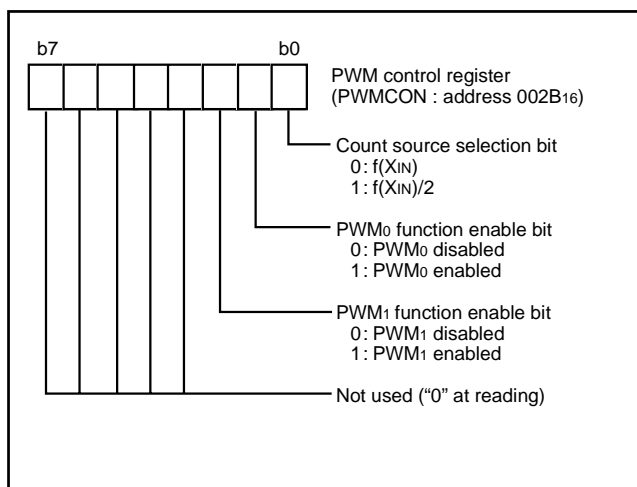 b7 b0
PWM control register
(PWMCON : address 002B16)
Count source selection bit
0: f(XIN)
1: f(XIN)/2
PWM0 function enable bit
0: PWM0 disabled
1: PWM0 enabled
PWM1 function enable bit
0: PWM1 disabled
1: PWM1 enabled
Not used (“0” at reading)